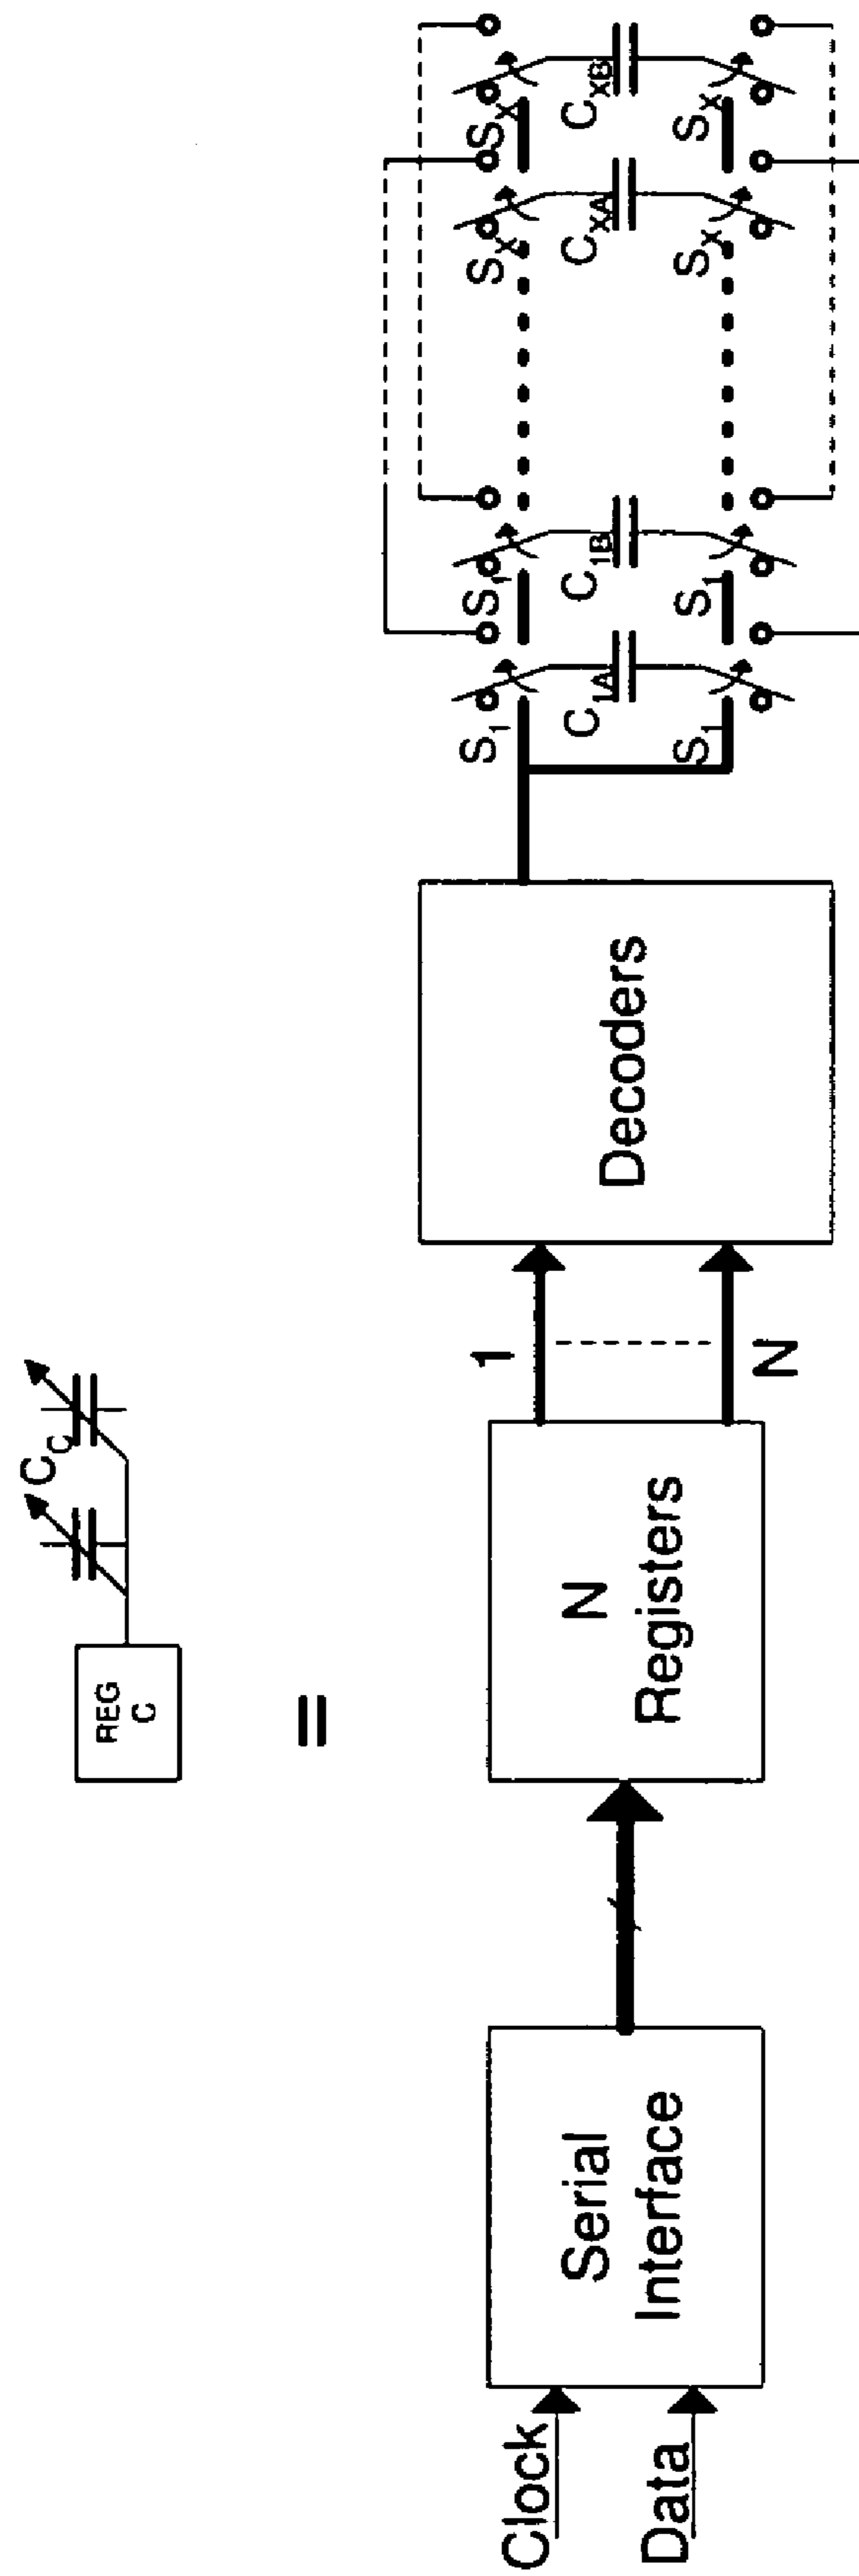 REG
C
C_C
=
Clock
Data
Serial
Interface
N
Registers
1
N
Decoders
S_1
S_1
S_X
S_X
C_1A
C_1B
C_XA
C_XB
S_1
S_1
S_X
S_X